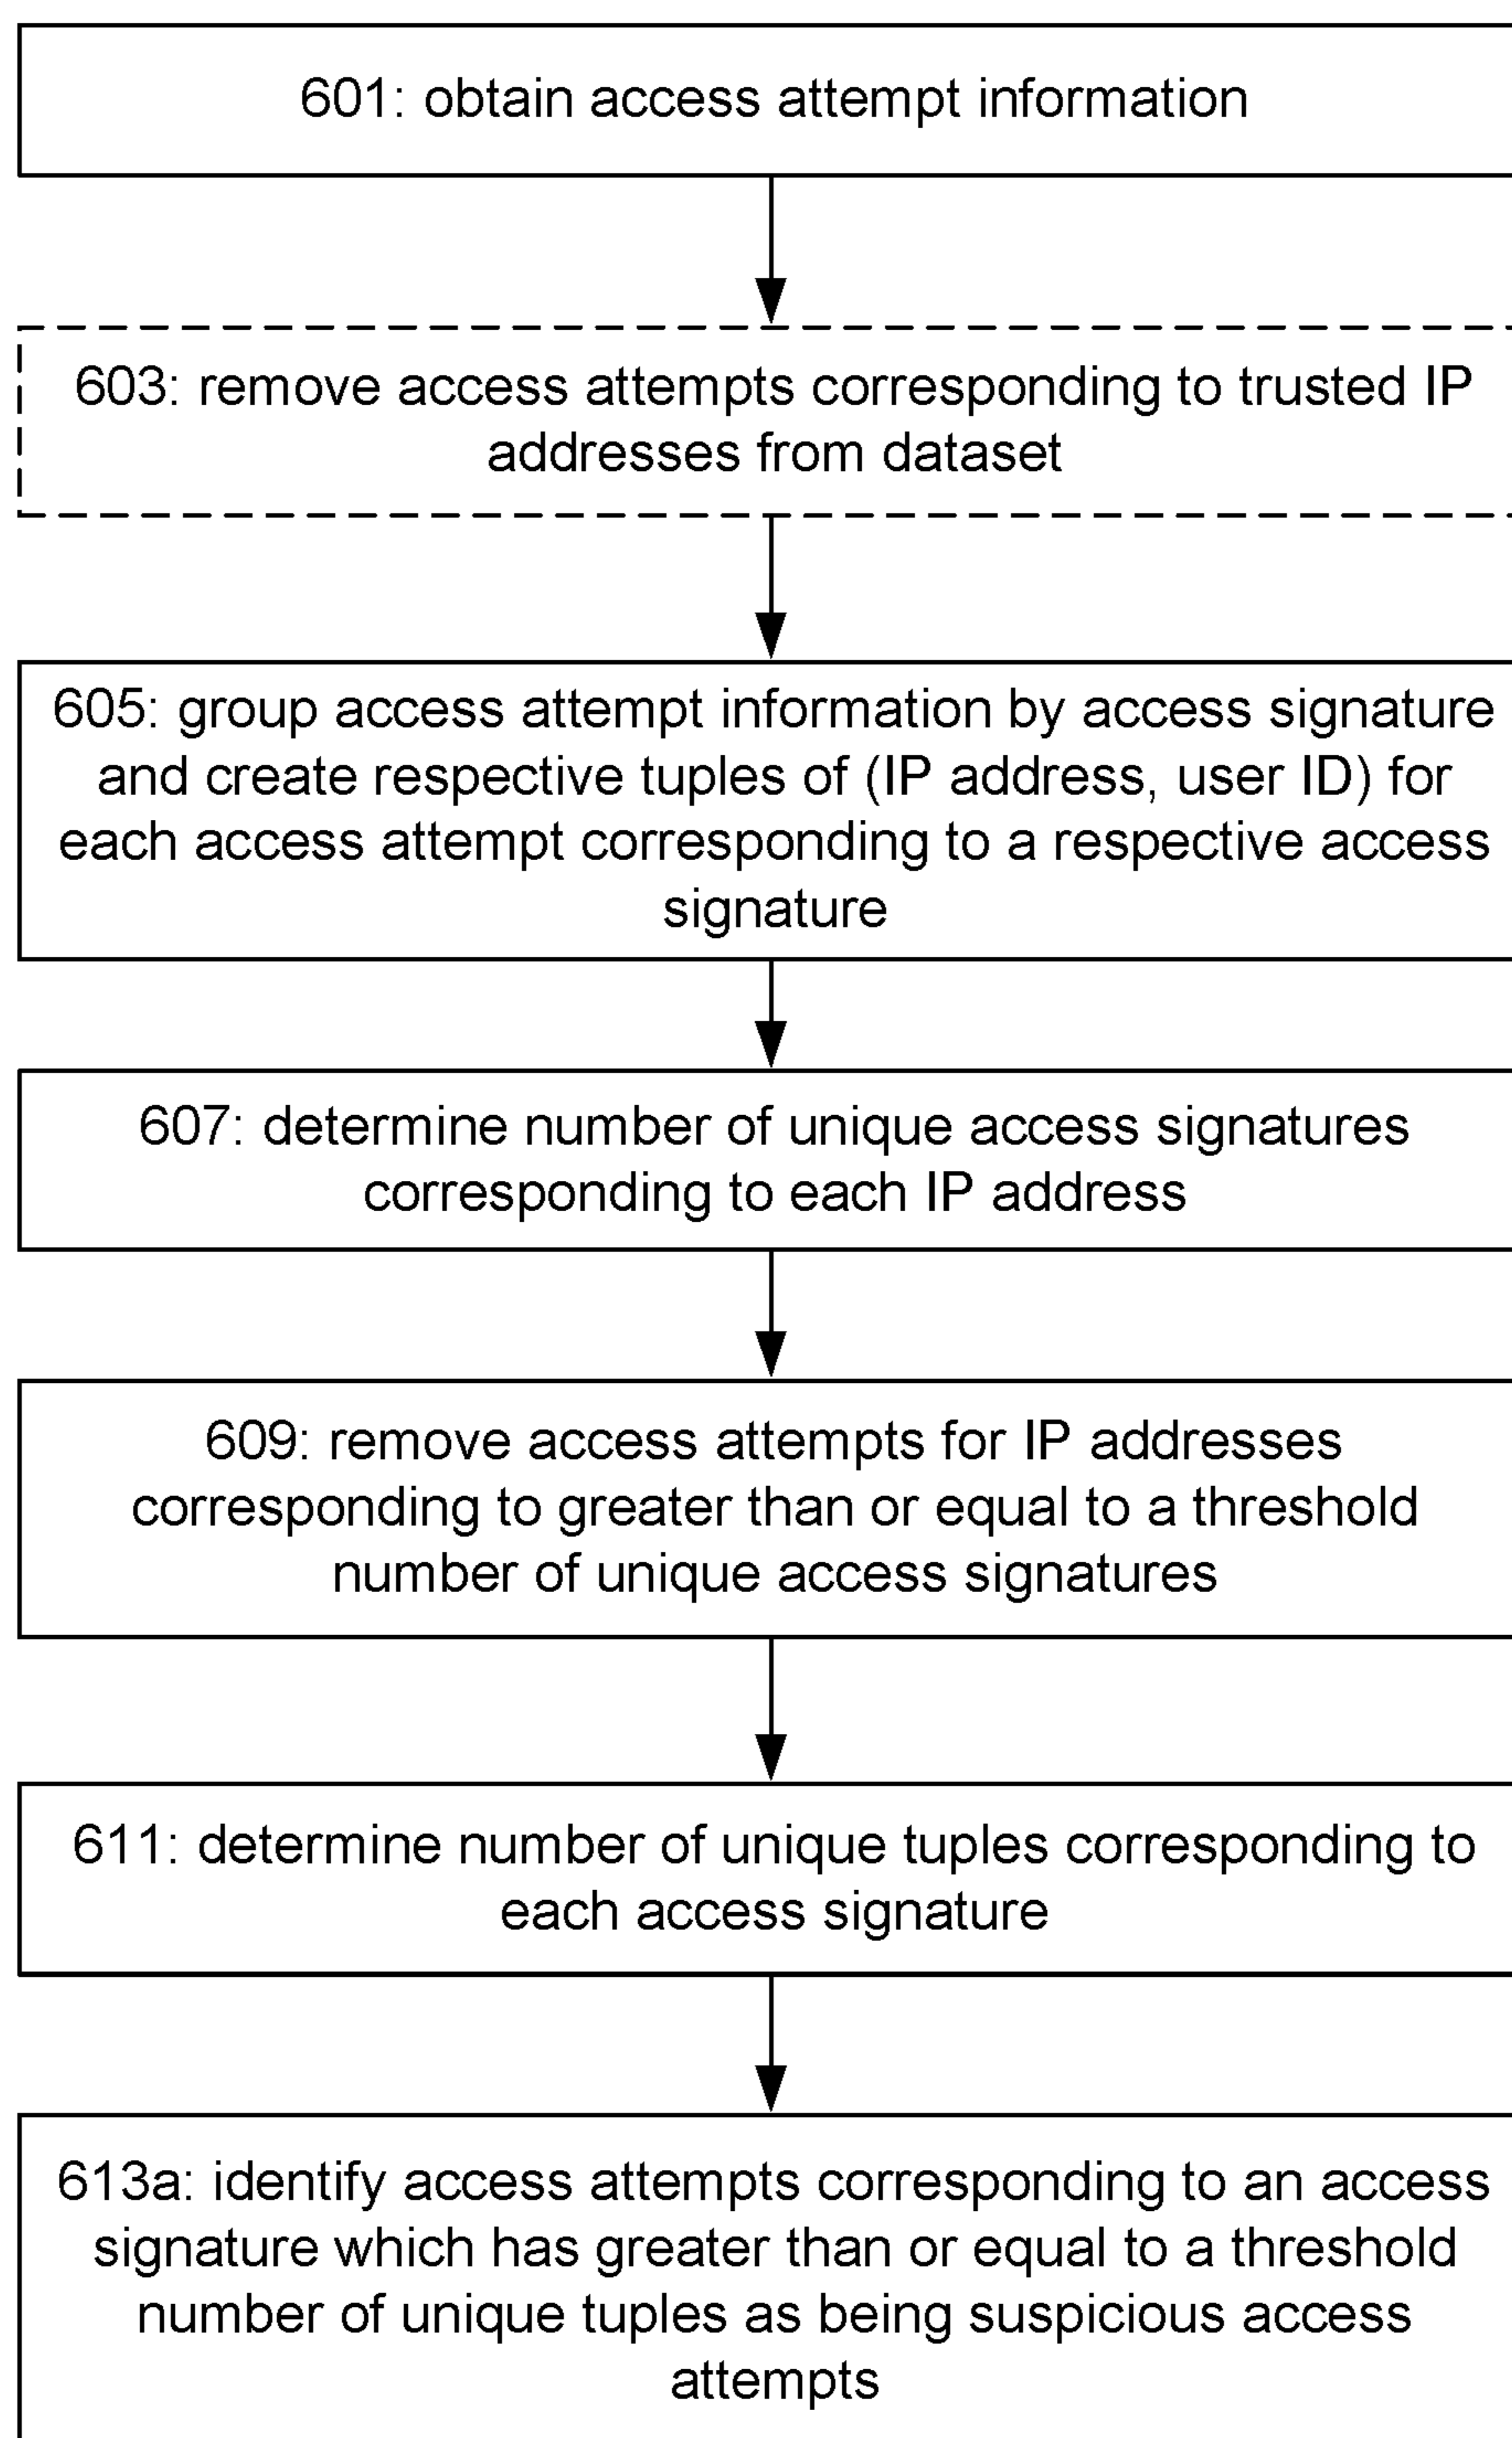 601: obtain access attempt information
603: remove access attempts corresponding to trusted IP
addresses from dataset
605: group access attempt information by access signature
and create respective tuples of (IP address, user ID) for
each access attempt corresponding to a respective access
signature
607: determine number of unique access signatures
corresponding to each IP address
609: remove access attempts for IP addresses
corresponding to greater than or equal to a threshold
number of unique access signatures
611: determine number of unique tuples corresponding to
each access signature
613a: identify access attempts corresponding to an access
signature which has greater than or equal to a threshold
number of unique tuples as being suspicious access
attempts